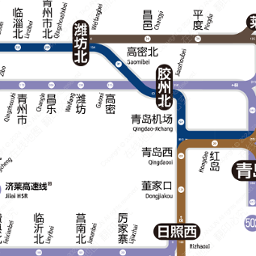 临淄北
Linzibei
青州市北
Qingzhoushibei
潍坊北
Weifangbei
昌邑
Changyi
平度
Pingdu
高密北
Gaomibei
胶州北
Jiaozhoubei
Qingzhoushi
青州市
Changle
昌乐
Weifang
潍坊
Gaomi
高密
青岛机场
Qingdao Jichang
青岛西
Qingdaoxi
红岛
Hongdao
青岛
济莱高速线
Jilai HSR
董家口
Dongjiakou
临沂北
Linyibei
莒南北
Junanbei
厉家寨
Lijiazhai
日照西
Rizhaoxi